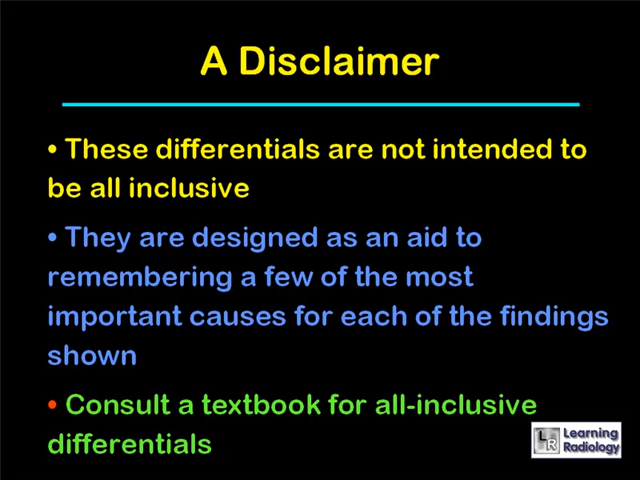 A Disclaimer
• These differentials are not intended to
be all inclusive
• They are designed as an aid to
remembering a few of the most
important causes for each of the findings
shown
• Consult a textbook for all-inclusive
differentials
L R Learning
Radiology